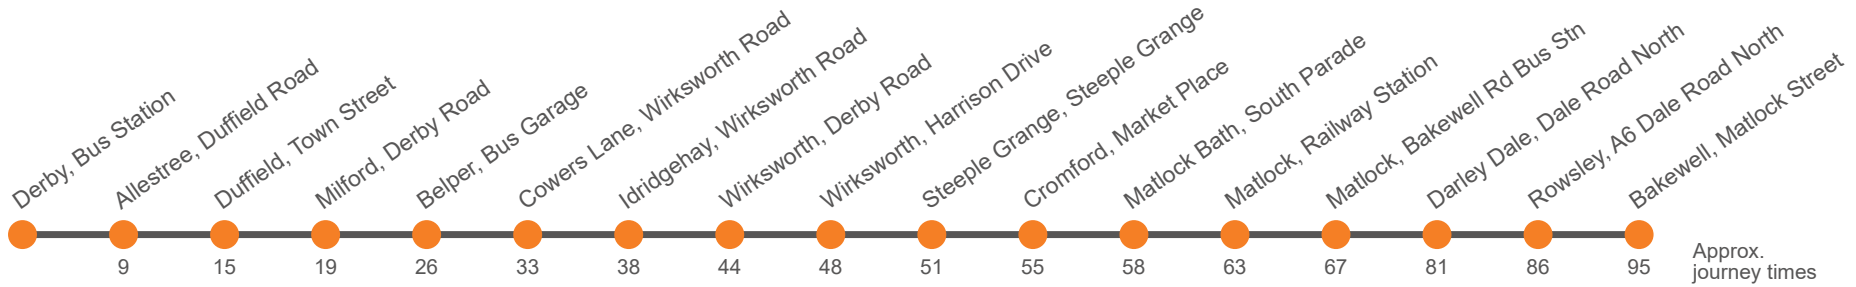 Derby, Bus Station
Allestree, Duffield Road
Duffield, Town Street
Milford, Derby Road
Belper, Bus Garage
Cowers Lane, Wirksworth Road
Idridgehay, Wirksworth Road
Wirksworth, Derby Road
Wirksworth, Harrison Drive
Steeple Grange, Steeple Grange
Cromford, Market Place
Matlock Bath, South Parade
Matlock, Railway Station
Matlock, Bakewell Rd Bus Stn
Darley Dale, Dale Road North
Rowsley, A6 Dale Road North
Bakewell, Matlock Street
9 15 19 26 33 38 44 48 51 55 58 63 67 81 86 95
Approx.
journey times